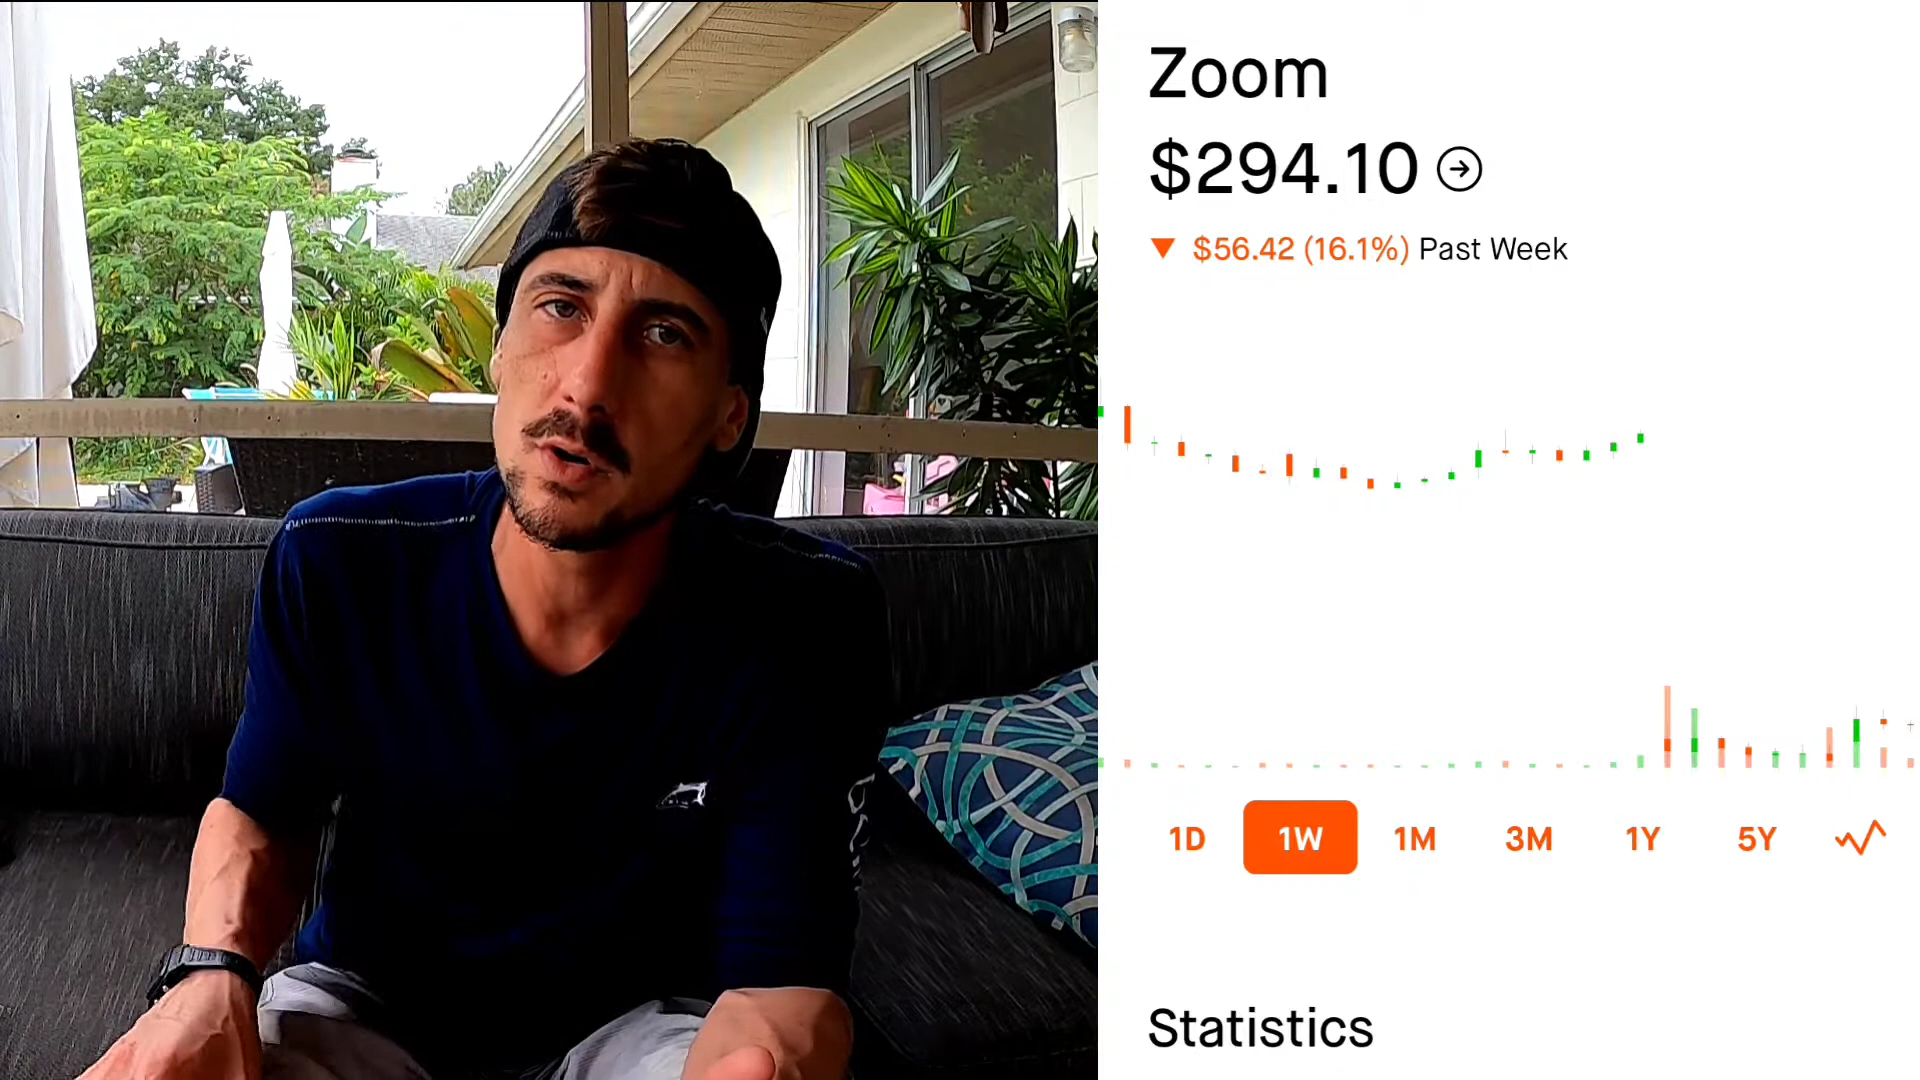 Zoom
$294.10
$56.42 (16.1%) Past Week
1D 1W 1M 3M 1Y 5Y
Statistics